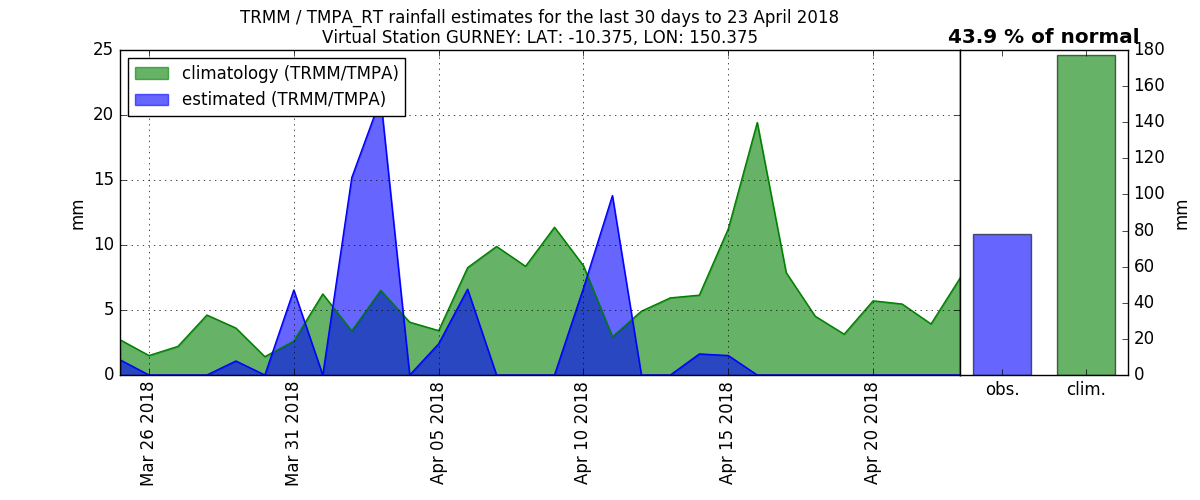 TRMM / TMPA_RT rainfall estimates for the last 30 days to 23 April 2018
Virtual Station GURNEY: LAT: -10.375, LON: 150.375
43.9 % of normal
climatology (TRMM/TMPA)
estimated (TRMM/TMPA)
25
20
15
10
5
0
mm
180
160
140
120
100
80
60
40
20
0
mm
obs.
clim.
Mar 26 2018
Mar 31 2018
Apr 05 2018
Apr 10 2018
Apr 15 2018
Apr 20 2018